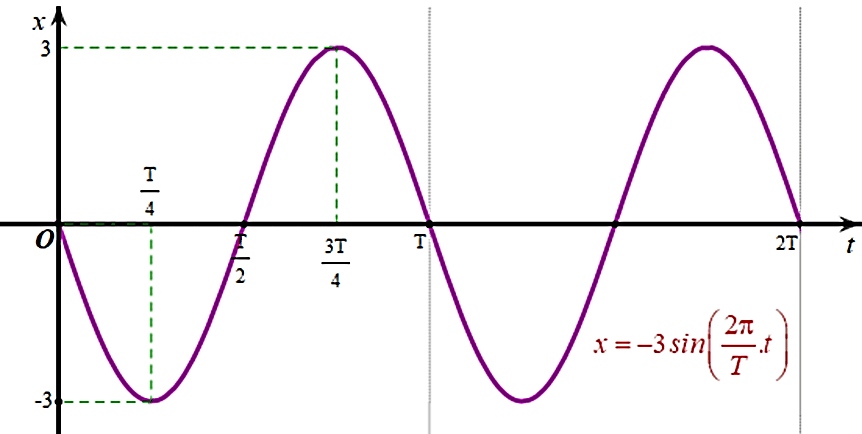 x
3
T
4
O
T
2
3T
4
T
2T
t
x = -3 sin(2π/T .t)
-3